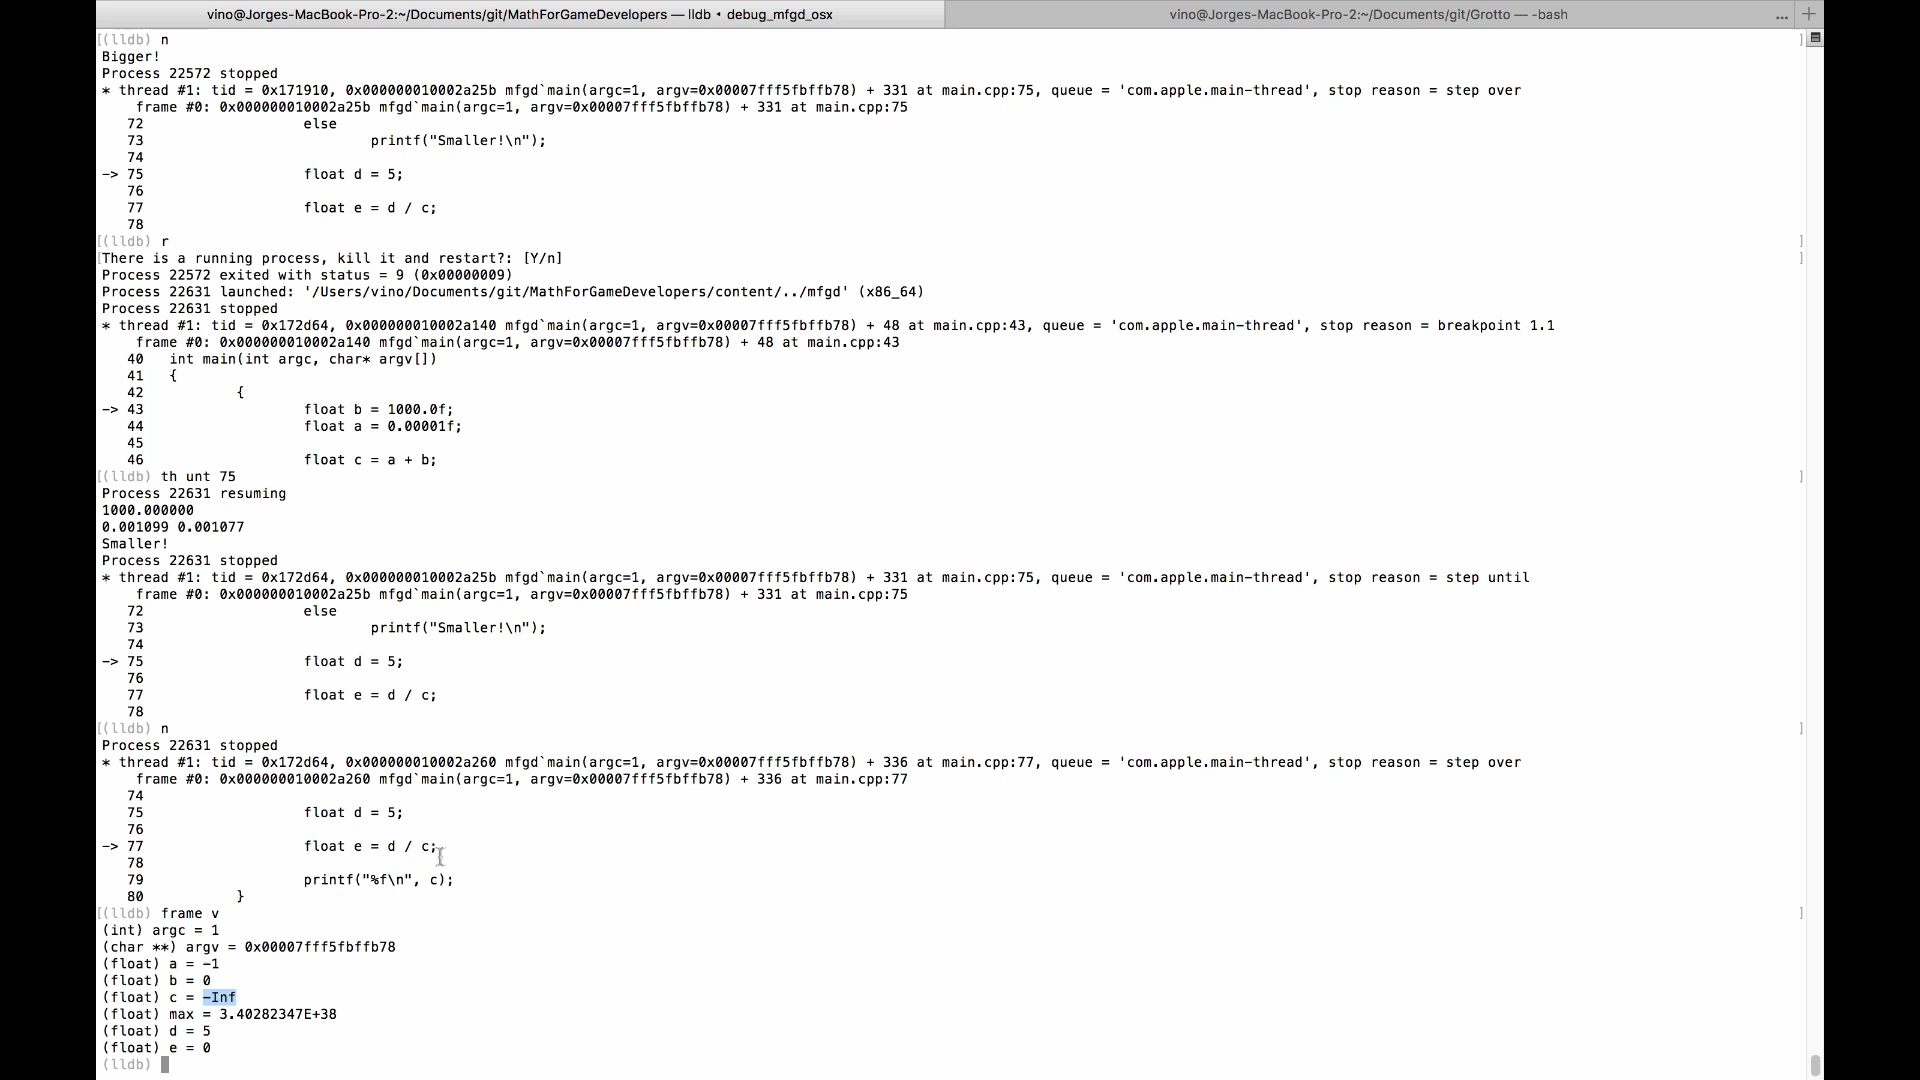 vino@Jorges-MacBook-Pro-2:~/Documents/git/MathForGameDevelopers — lldb ◂ debug_mfgd_osx
vino@Jorges-MacBook-Pro-2:~/Documents/git/Grotto — -bash
... +
[(lldb) n ]
Bigger!
Process 22572 stopped
* thread #1: tid = 0x171910, 0x000000010002a25b mfgd`main(argc=1, argv=0x00007fff5fbffb78) + 331 at main.cpp:75, queue = 'com.apple.main-thread', stop reason = step over
    frame #0: 0x000000010002a25b mfgd`main(argc=1, argv=0x00007fff5fbffb78) + 331 at main.cpp:75
   72                   else
   73                           printf("Smaller!\n");
   74
-> 75                   float d = 5;
   76
   77                   float e = d / c;
   78
[(lldb) r ]
[There is a running process, kill it and restart?: [Y/n] ]
Process 22572 exited with status = 9 (0x00000009)
Process 22631 launched: '/Users/vino/Documents/git/MathForGameDevelopers/content/../mfgd' (x86_64)
Process 22631 stopped
* thread #1: tid = 0x172d64, 0x000000010002a140 mfgd`main(argc=1, argv=0x00007fff5fbffb78) + 48 at main.cpp:43, queue = 'com.apple.main-thread', stop reason = breakpoint 1.1
    frame #0: 0x000000010002a140 mfgd`main(argc=1, argv=0x00007fff5fbffb78) + 48 at main.cpp:43
   40   int main(int argc, char* argv[])
   41   {
   42           {
-> 43                   float b = 1000.0f;
   44                   float a = 0.00001f;
   45
   46                   float c = a + b;
[(lldb) th unt 75 ]
Process 22631 resuming
1000.000000
0.001099 0.001077
Smaller!
Process 22631 stopped
* thread #1: tid = 0x172d64, 0x000000010002a25b mfgd`main(argc=1, argv=0x00007fff5fbffb78) + 331 at main.cpp:75, queue = 'com.apple.main-thread', stop reason = step until
    frame #0: 0x000000010002a25b mfgd`main(argc=1, argv=0x00007fff5fbffb78) + 331 at main.cpp:75
   72                   else
   73                           printf("Smaller!\n");
   74
-> 75                   float d = 5;
   76
   77                   float e = d / c;
   78
[(lldb) n ]
Process 22631 stopped
* thread #1: tid = 0x172d64, 0x000000010002a260 mfgd`main(argc=1, argv=0x00007fff5fbffb78) + 336 at main.cpp:77, queue = 'com.apple.main-thread', stop reason = step over
    frame #0: 0x000000010002a260 mfgd`main(argc=1, argv=0x00007fff5fbffb78) + 336 at main.cpp:77
   74
   75                   float d = 5;
   76
-> 77                   float e = d / c;
   78
   79                   printf("%f\n", c);
   80           }
[(lldb) frame v ]
(int) argc = 1
(char **) argv = 0x00007fff5fbffb78
(float) a = -1
(float) b = 0
(float) c = -Inf
(float) max = 3.40282347E+38
(float) d = 5
(float) e = 0
(lldb)